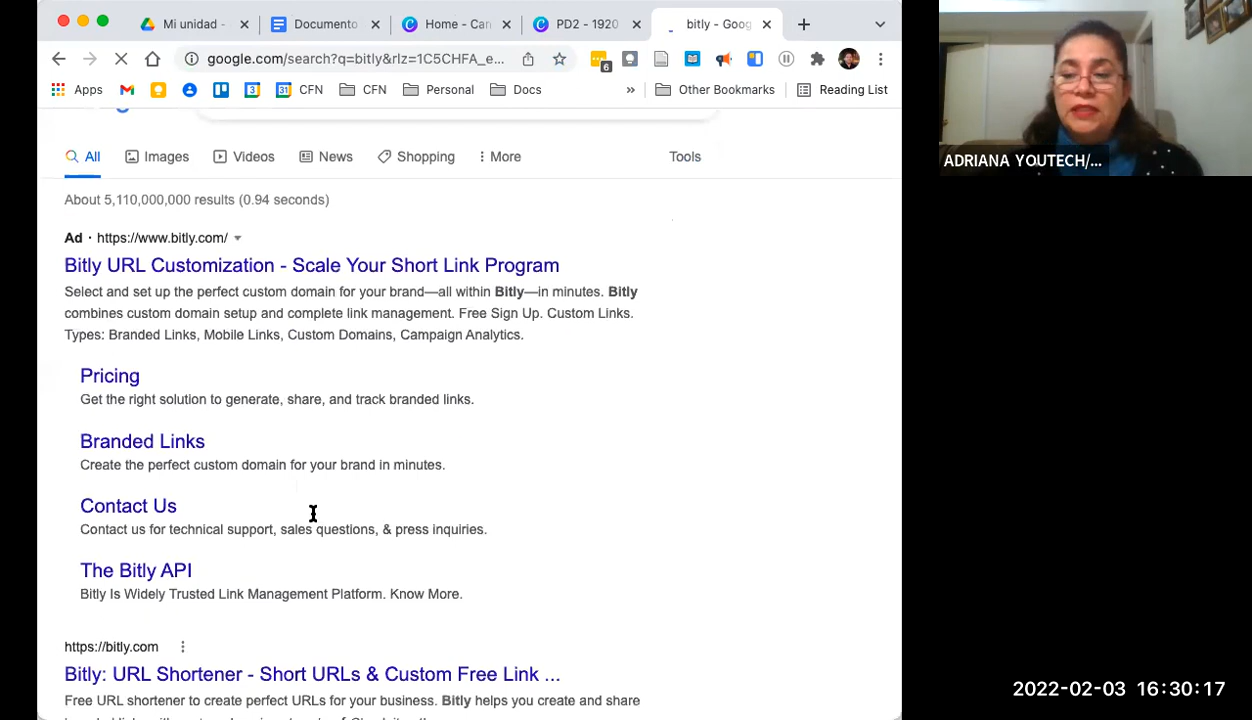 Mi unidad -
Documento
Home - Can
PD2 - 1920
bitly - Goog
google.com/search?q=bitly&rlz=1C5CHFA_e...
6
Apps
3
31 CFN
CFN
Personal
Docs
»
Other Bookmarks
Reading List
All
Images
Videos
News
Shopping
More
Tools
About 5,110,000,000 results (0.94 seconds)
Ad · https://www.bitly.com/
Bitly URL Customization - Scale Your Short Link Program
Select and set up the perfect custom domain for your brand—all within Bitly—in minutes. Bitly
combines custom domain setup and complete link management. Free Sign Up. Custom Links.
Types: Branded Links, Mobile Links, Custom Domains, Campaign Analytics.
Pricing
Get the right solution to generate, share, and track branded links.
Branded Links
Create the perfect custom domain for your brand in minutes.
Contact Us
Contact us for technical support, sales questions, & press inquiries.
The Bitly API
Bitly Is Widely Trusted Link Management Platform. Know More.
https://bitly.com
Bitly: URL Shortener - Short URLs & Custom Free Link ...
Free URL shortener to create perfect URLs for your business. Bitly helps you create and share
ADRIANA YOUTECH/...
2022-02-03 16:30:17